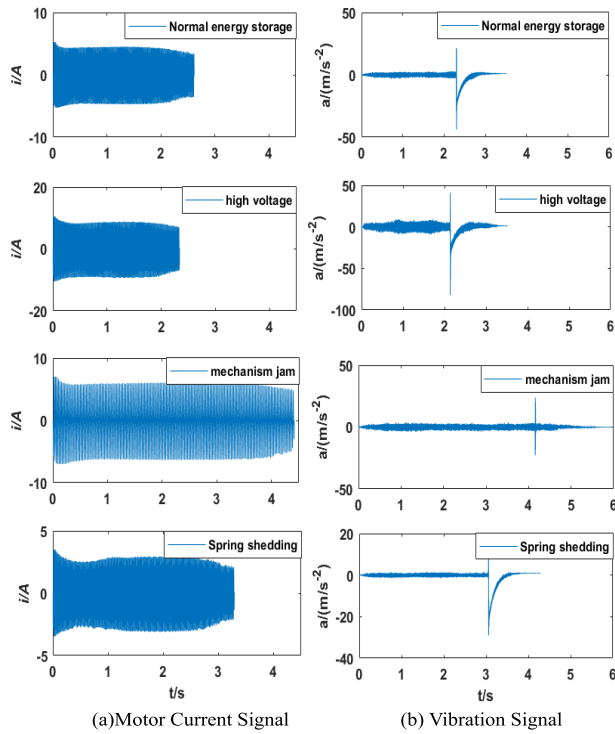 Normal energy storage
10
0
-10
i/A
0 1 2 3 4
Normal energy storage
50
0
-50
a/(m/s-2)
0 1 2 3 4 5 6
high voltage
20
0
-20
i/A
0 1 2 3 4
high voltage
50
0
-50
-100
a/(m/s-2)
0 1 2 3 4 5 6
mechanism jam
10
0
-10
i/A
0 1 2 3 4
mechanism jam
50
0
-50
a/(m/s-2)
0 1 2 3 4 5 6
Spring shedding
5
0
-5
i/A
0 1 2 3 4
t/s
Spring shedding
20
0
-20
-40
a/(m/s-2)
0 1 2 3 4 5 6
t/s
(a)Motor Current Signal
(b) Vibration Signal